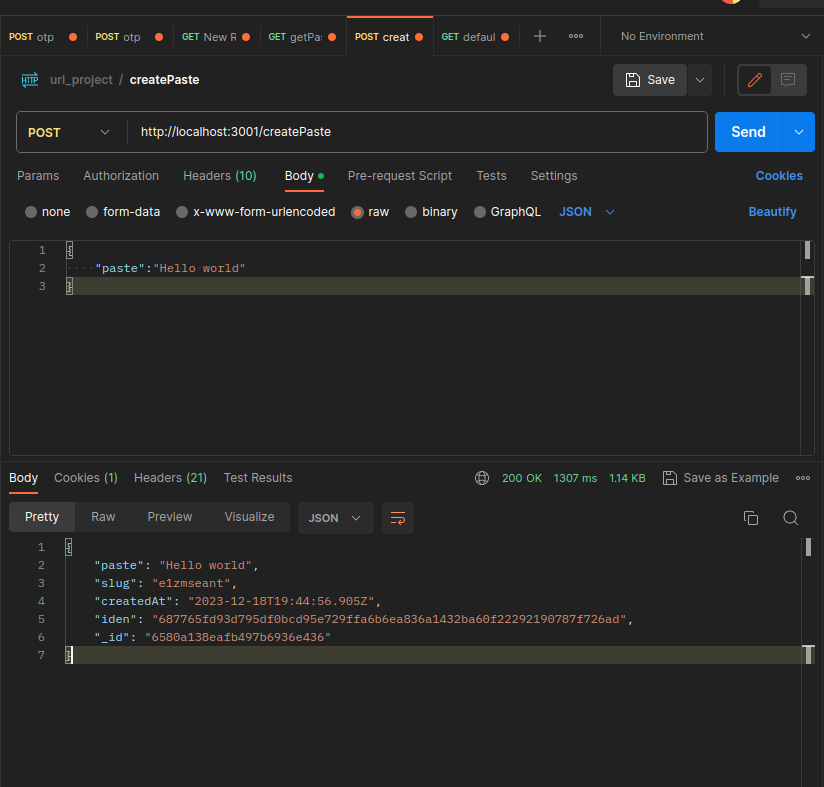 POST otp POST otp GET New R GET getPa: POST creat GET defaul No Environment
url_project / createPaste Save
POST http://localhost:3001/createPaste Send
Params Authorization Headers (10) Body Pre-request Script Tests Settings Cookies
none form-data x-www-form-urlencoded raw binary GraphQL JSON Beautify
1 {
2 "paste":"Hello world"
3 }
Body Cookies (1) Headers (21) Test Results 200 OK 1307 ms 1.14 KB Save as Example
Pretty Raw Preview Visualize JSON
1 {
2 "paste": "Hello world",
3 "slug": "e1zmseant",
4 "createdAt": "2023-12-18T19:44:56.905Z",
5 "iden": "687765fd93d795df0bcd95e729ffa6b6ea836a1432ba60f22292190787f726ad",
6 "_id": "6580a138eafb497b6936e436"
7 }